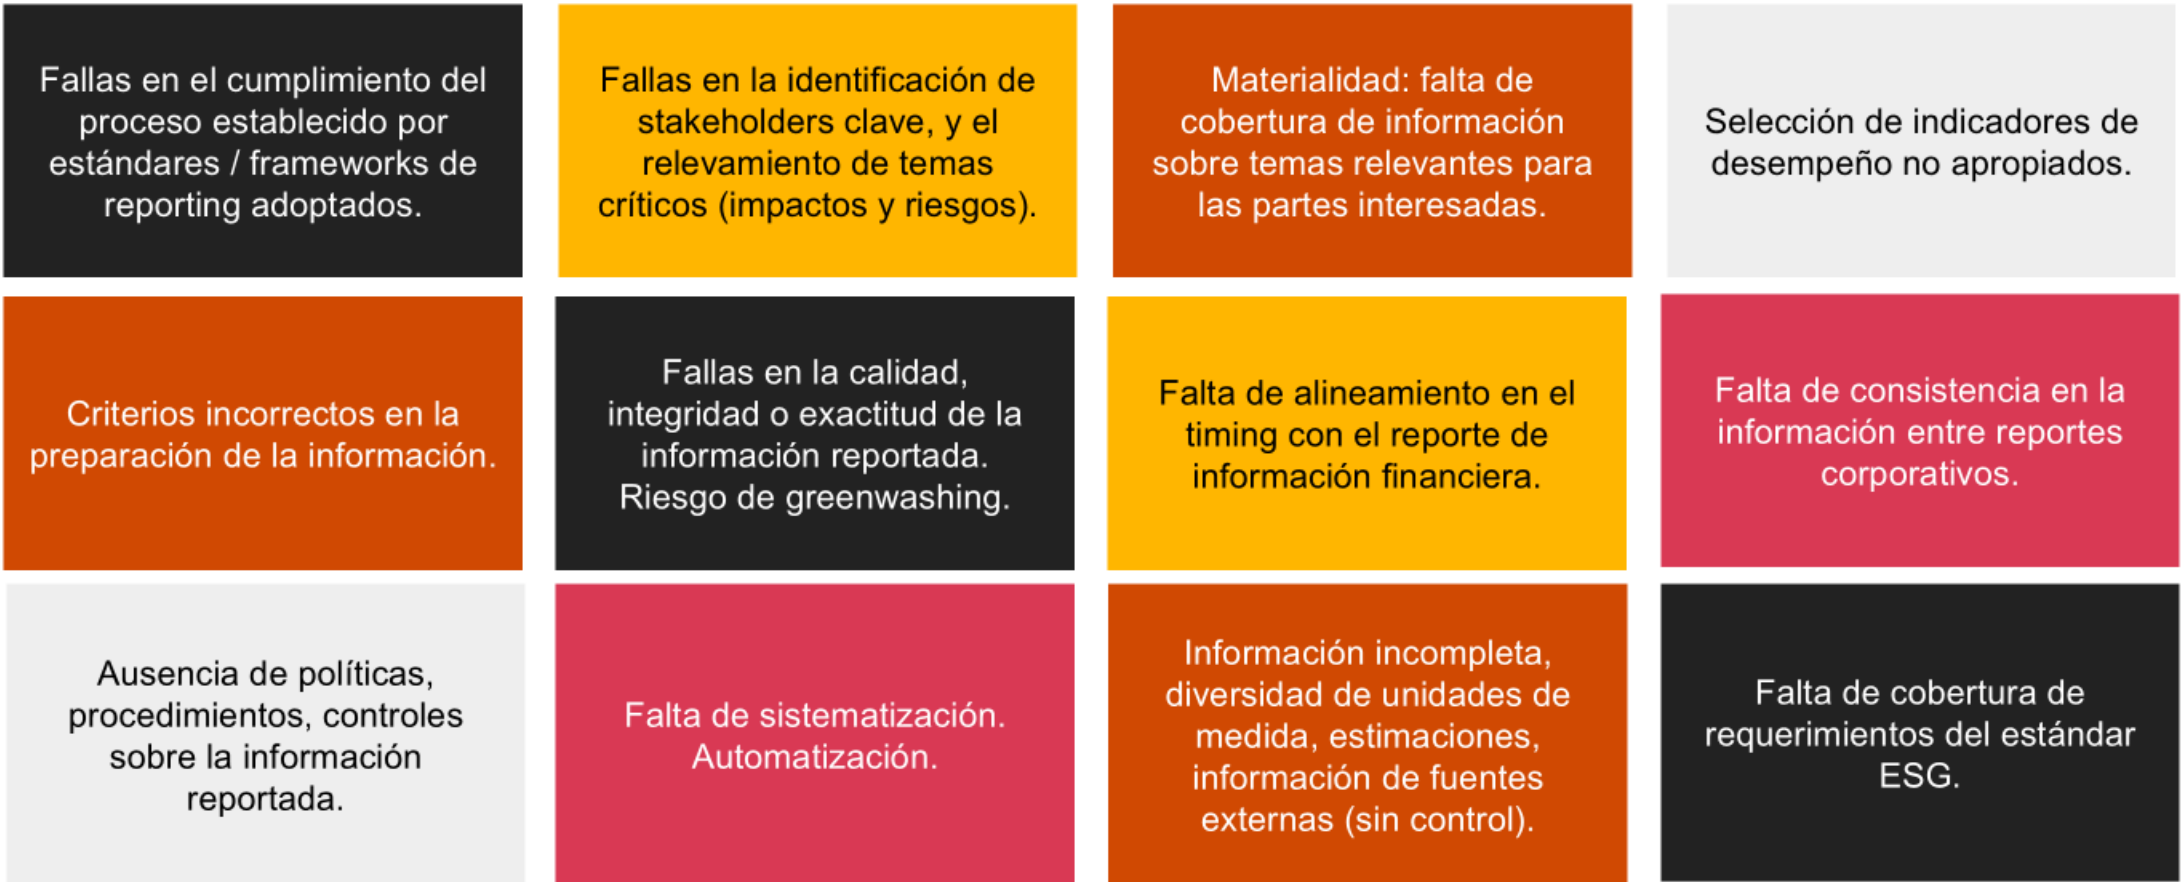 Fallas en el cumplimiento del
proceso establecido por
estándares / frameworks de
reporting adoptados.
Fallas en la identificación de
stakeholders clave, y el
relevamiento de temas
críticos (impactos y riesgos).
Materialidad: falta de
cobertura de información
sobre temas relevantes para
las partes interesadas.
Selección de indicadores de
desempeño no apropiados.
Criterios incorrectos en la
preparación de la información.
Fallas en la calidad,
integridad o exactitud de la
información reportada.
Riesgo de greenwashing.
Falta de alineamiento en el
timing con el reporte de
información financiera.
Falta de consistencia en la
información entre reportes
corporativos.
Ausencia de políticas,
procedimientos, controles
sobre la información
reportada.
Falta de sistematización.
Automatización.
Información incompleta,
diversidad de unidades de
medida, estimaciones,
información de fuentes
externas (sin control).
Falta de cobertura de
requerimientos del estándar
ESG.